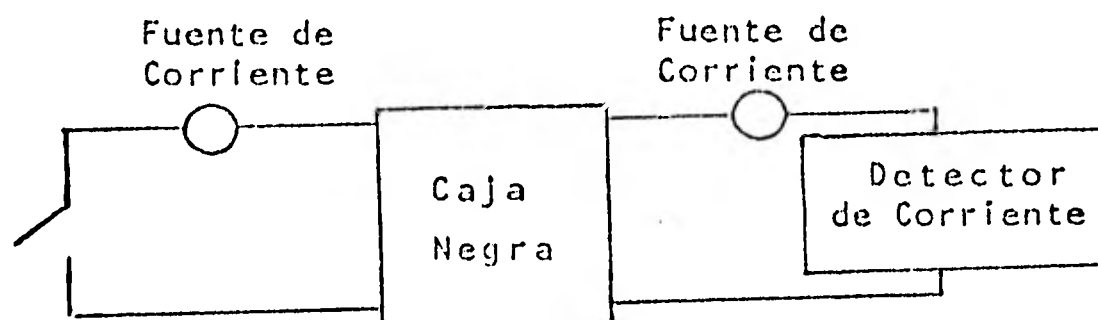 Fuente de
Corriente
Fuente de
Corriente
Caja
Negra
Detector
de Corriente